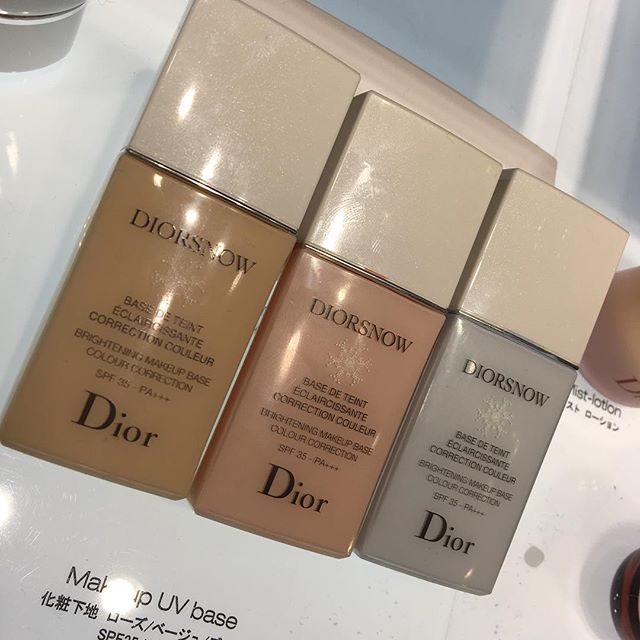 DIORSNOW
BASE DE TEINT
ÉCLAIRCISSANTE
CORRECTION COULEUR
BRIGHTENING MAKEUP BASE
COLOUR CORRECTION
SPF 35 - PA+++
Dior
DIORSNOW
BASE DE TEINT
ÉCLAIRCISSANTE
CORRECTION COULEUR
BRIGHTENING MAKEUP BASE
COLOUR CORRECTION
SPF 35 - PA+++
Dior
DIORSNOW
BASE DE TEINT
ÉCLAIRCISSANTE
CORRECTION COULEUR
BRIGHTENING MAKEUP BASE
COLOUR CORRECTION
SPF 35 - PA+++
Dior
ist-lotion
スト ローション
Makeup UV base
化粧下地 ローズ/ベージュ/